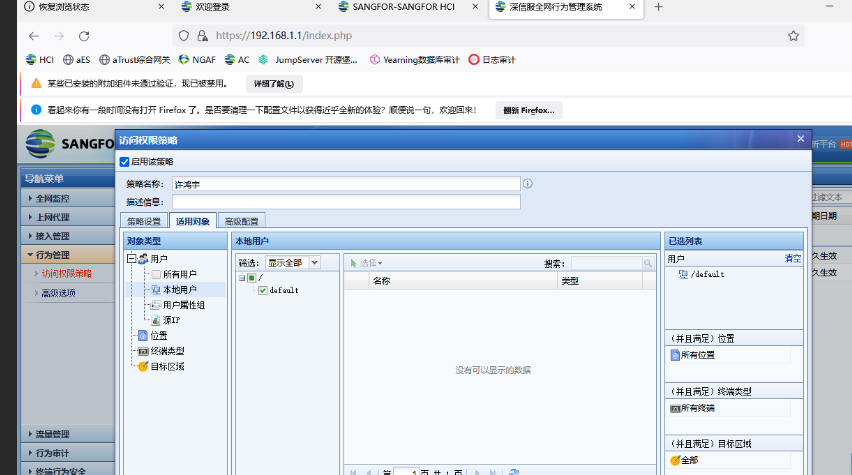 恢复浏览状态
欢迎登录
SANGFOR-SANGFOR HCI
深信服全行为管理系统
https://192.168.1.1/index.php
HCI
aES
aTrust综合网关
NGAF
AC
JumpServer 开源堡...
Yearning数据库审计
日志审计
某些已安装的附加组件未通过验证，现已被禁用。
详细了解(L)
看起来你有一段时间没有打开 Firefox 了。是否要清理一下配置文件以获得近乎全新的体验？顺便说一句，欢迎回来！
翻新 Firefox...
SANGFO
访问权限策略
析平台
HOT
导航菜单
启用该策略
全网监控
策略名称：
许鸿宇
过滤文本
上网代理
描述信息：
期日期
接入管理
策略设置
适用对象
高级配置
行为管理
对象类型
本地用户
已选列表
久生效
访问权限策略
用户
筛选：
显示全部
选择
搜索：
用户
清空
久生效
所有用户
/
名称
类型
/default
高级选项
本地用户
default
用户属性组
源IP
位置
（并且满足）位置
终端类型
所有位置
目标区域
没有可以显示的数据
（并且满足）终端类型
所有终端
流量管理
（并且满足）目标区域
行为审计
全部
终端行为安全
第
1
页 共 1 页